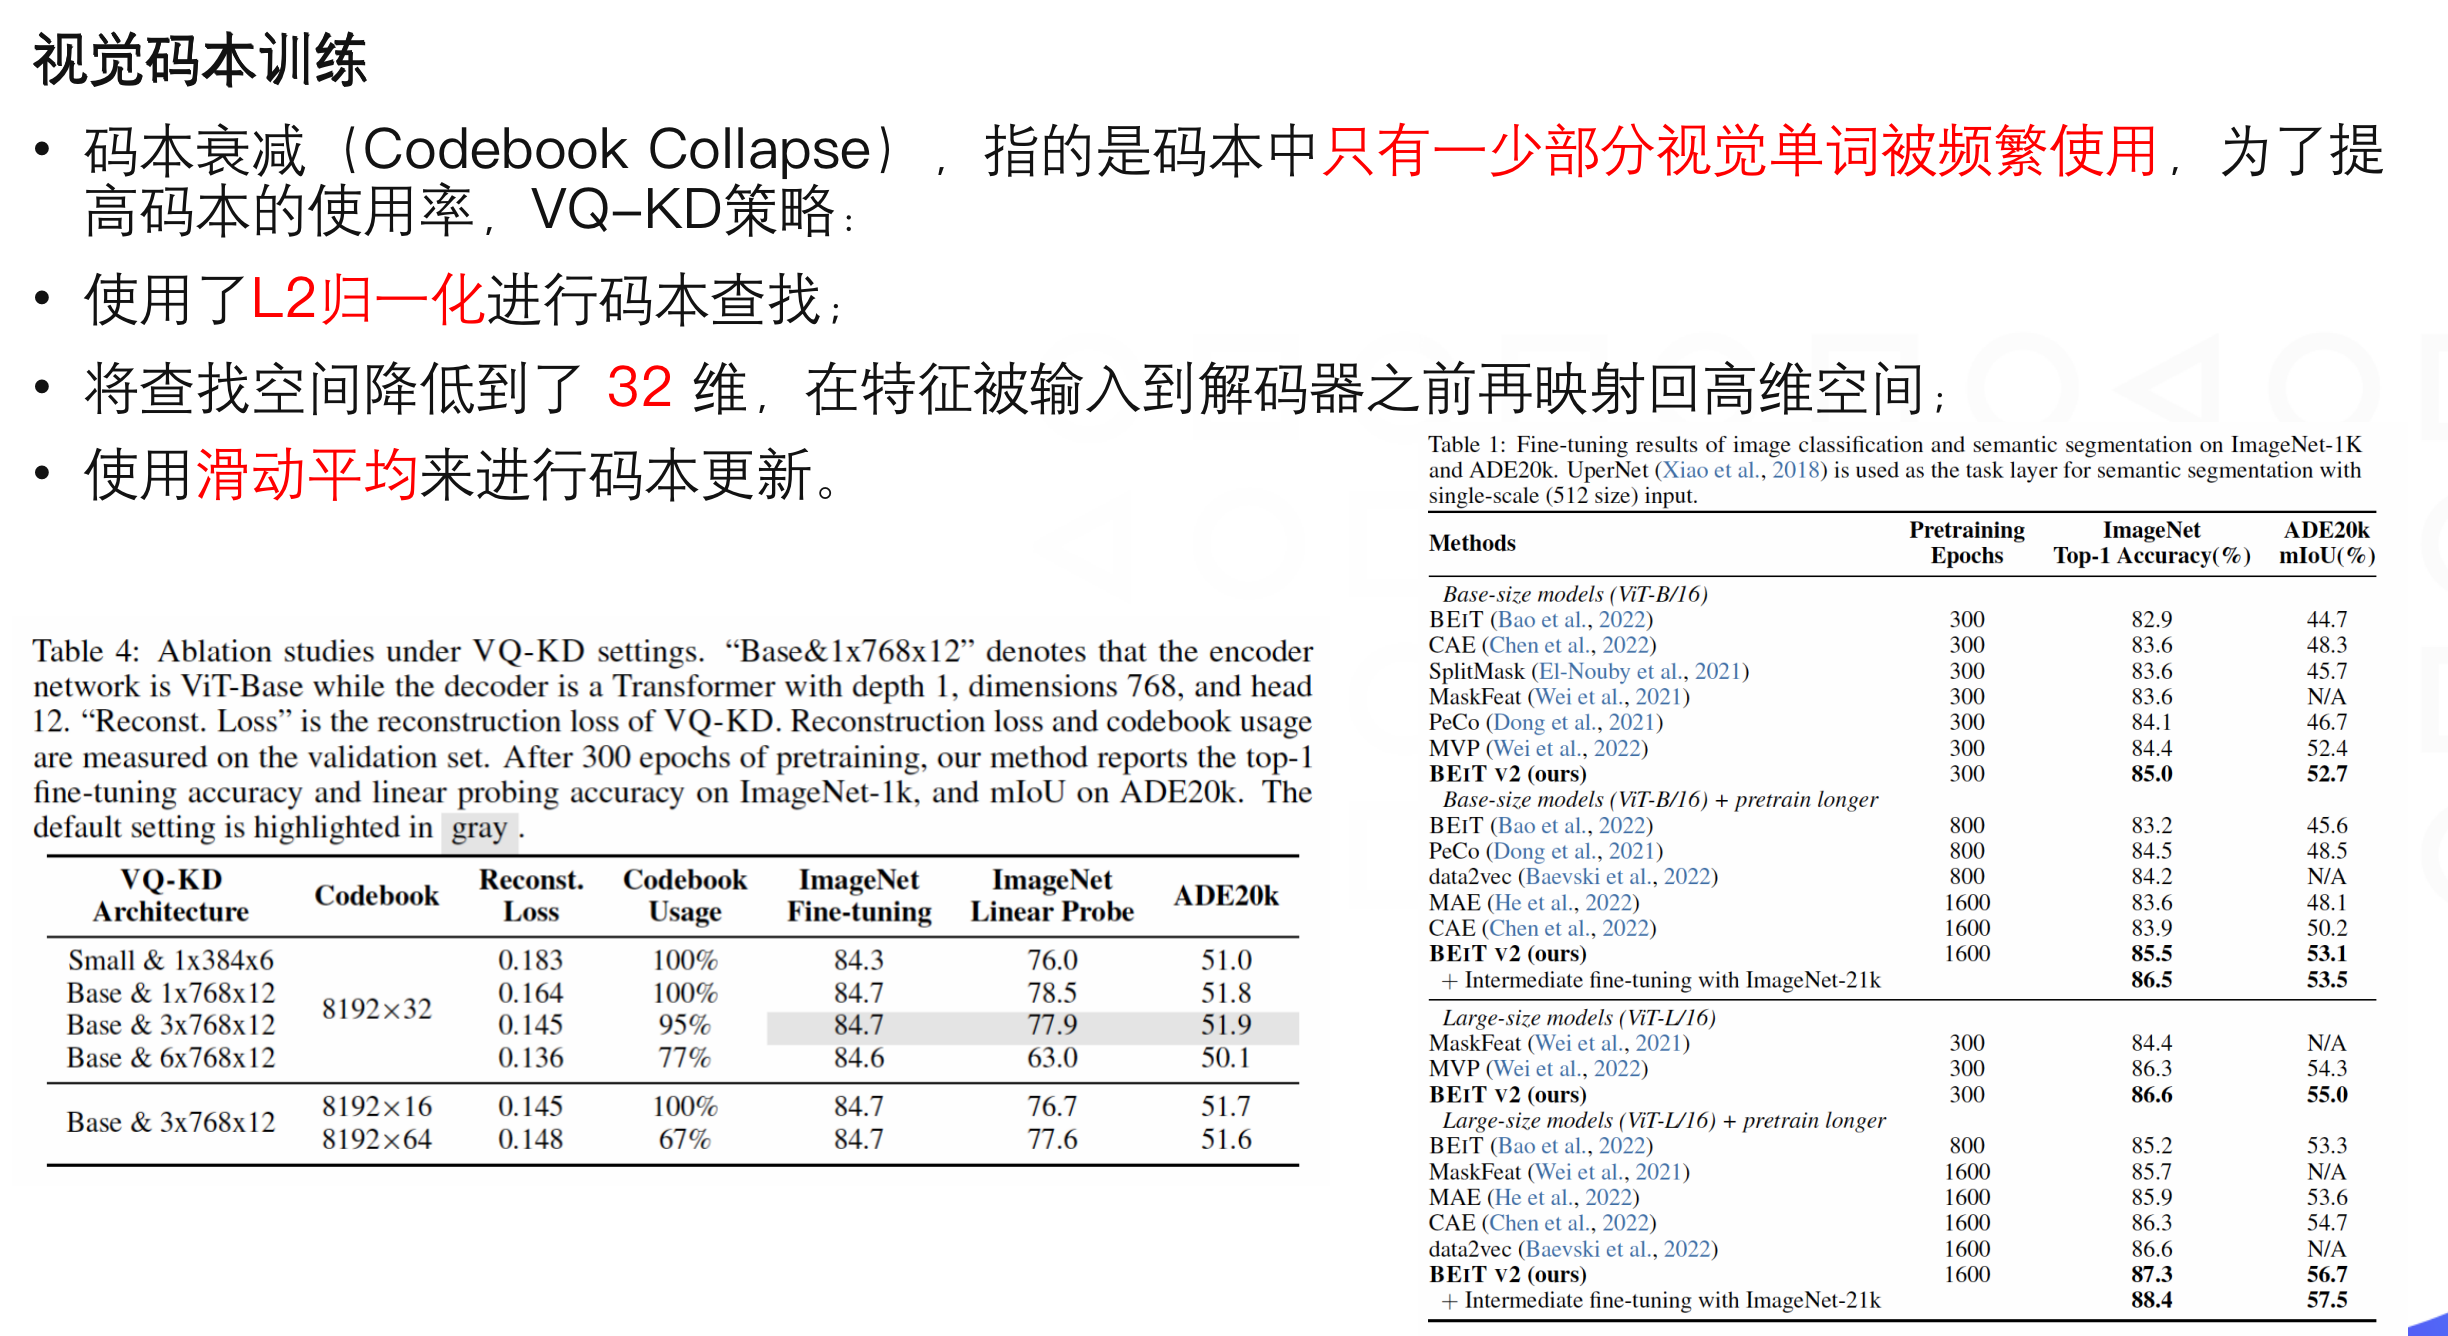 视觉码本训练
• 码本衰减（Codebook Collapse），指的是码本中只有一少部分视觉单词被频繁使用，为了提
高码本的使用率，VQ-KD策略：
• 使用了L2归一化进行码本查找；
• 将查找空间降低到了 32 维，在特征被输入到解码器之前再映射回高维空间；
• 使用滑动平均来进行码本更新。
Table 4: Ablation studies under VQ-KD settings. “Base&1x768x12” denotes that the encoder
network is ViT-Base while the decoder is a Transformer with depth 1, dimensions 768, and head
12. “Reconst. Loss” is the reconstruction loss of VQ-KD. Reconstruction loss and codebook usage
are measured on the validation set. After 300 epochs of pretraining, our method reports the top-1
fine-tuning accuracy and linear probing accuracy on ImageNet-1k, and mIoU on ADE20k. The
default setting is highlighted in gray .
VQ-KD Architecture Codebook Reconst. Loss Codebook Usage ImageNet Fine-tuning ImageNet Linear Probe ADE20k
Small & 1x384x6 0.183 100% 84.3 76.0 51.0
Base & 1x768x12 0.164 100% 84.7 78.5 51.8
8192×32
Base & 3x768x12 0.145 95% 84.7 77.9 51.9
Base & 6x768x12 0.136 77% 84.6 63.0 50.1
Base & 3x768x12
8192×16 0.145 100% 84.7 76.7 51.7
8192×64 0.148 67% 84.7 77.6 51.6
Table 1: Fine-tuning results of image classification and semantic segmentation on ImageNet-1K
and ADE20k. UperNet (Xiao et al., 2018) is used as the task layer for semantic segmentation with
single-scale (512 size) input.
Methods Pretraining Epochs ImageNet Top-1 Accuracy(%) ADE20k mIoU(%)
Base-size models (ViT-B/16)
BEIT (Bao et al., 2022) 300 82.9 44.7
CAE (Chen et al., 2022) 300 83.6 48.3
SplitMask (El-Nouby et al., 2021) 300 83.6 45.7
MaskFeat (Wei et al., 2021) 300 83.6 N/A
PeCo (Dong et al., 2021) 300 84.1 46.7
MVP (Wei et al., 2022) 300 84.4 52.4
BEIT V2 (ours) 300 85.0 52.7
Base-size models (ViT-B/16) + pretrain longer
BEIT (Bao et al., 2022) 800 83.2 45.6
PeCo (Dong et al., 2021) 800 84.5 48.5
data2vec (Baevski et al., 2022) 800 84.2 N/A
MAE (He et al., 2022) 1600 83.6 48.1
CAE (Chen et al., 2022) 1600 83.9 50.2
BEIT V2 (ours) 1600 85.5 53.1
+ Intermediate fine-tuning with ImageNet-21k 86.5 53.5
Large-size models (ViT-L/16)
MaskFeat (Wei et al., 2021) 300 84.4 N/A
MVP (Wei et al., 2022) 300 86.3 54.3
BEIT V2 (ours) 300 86.6 55.0
Large-size models (ViT-L/16) + pretrain longer
BEIT (Bao et al., 2022) 800 85.2 53.3
MaskFeat (Wei et al., 2021) 1600 85.7 N/A
MAE (He et al., 2022) 1600 85.9 53.6
CAE (Chen et al., 2022) 1600 86.3 54.7
data2vec (Baevski et al., 2022) 1600 86.6 N/A
BEIT V2 (ours) 1600 87.3 56.7
+ Intermediate fine-tuning with ImageNet-21k 88.4 57.5